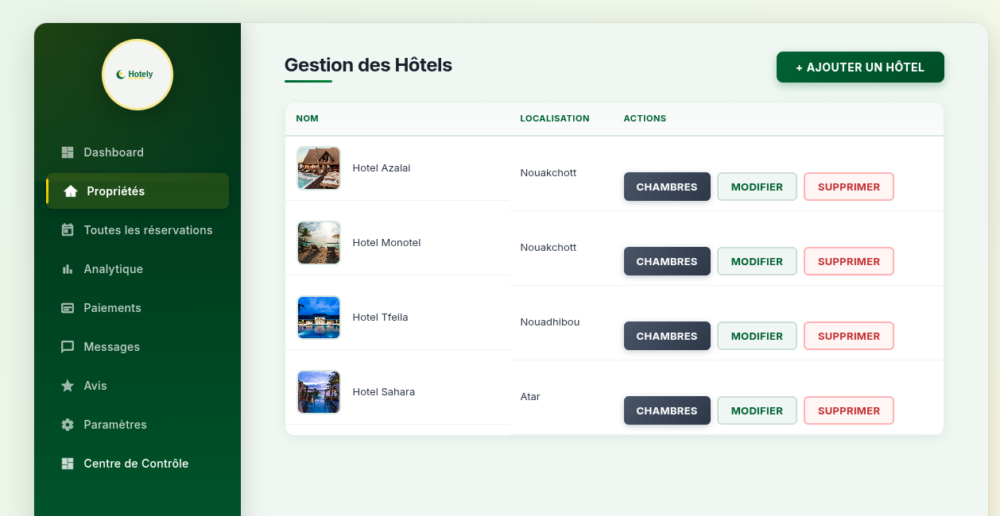 Hotely
Gestion des Hôtels
+ AJOUTER UN HÔTEL
Dashboard
Propriétés
Toutes les réservations
Analytique
Paiements
Messages
Avis
Paramètres
Centre de Contrôle
NOM LOCALISATION ACTIONS
Hotel Azalai Nouakchott CHAMBRES MODIFIER SUPPRIMER
Hotel Monotel Nouakchott CHAMBRES MODIFIER SUPPRIMER
Hotel Tfeila Nouadhibou CHAMBRES MODIFIER SUPPRIMER
Hotel Sahara Atar CHAMBRES MODIFIER SUPPRIMER